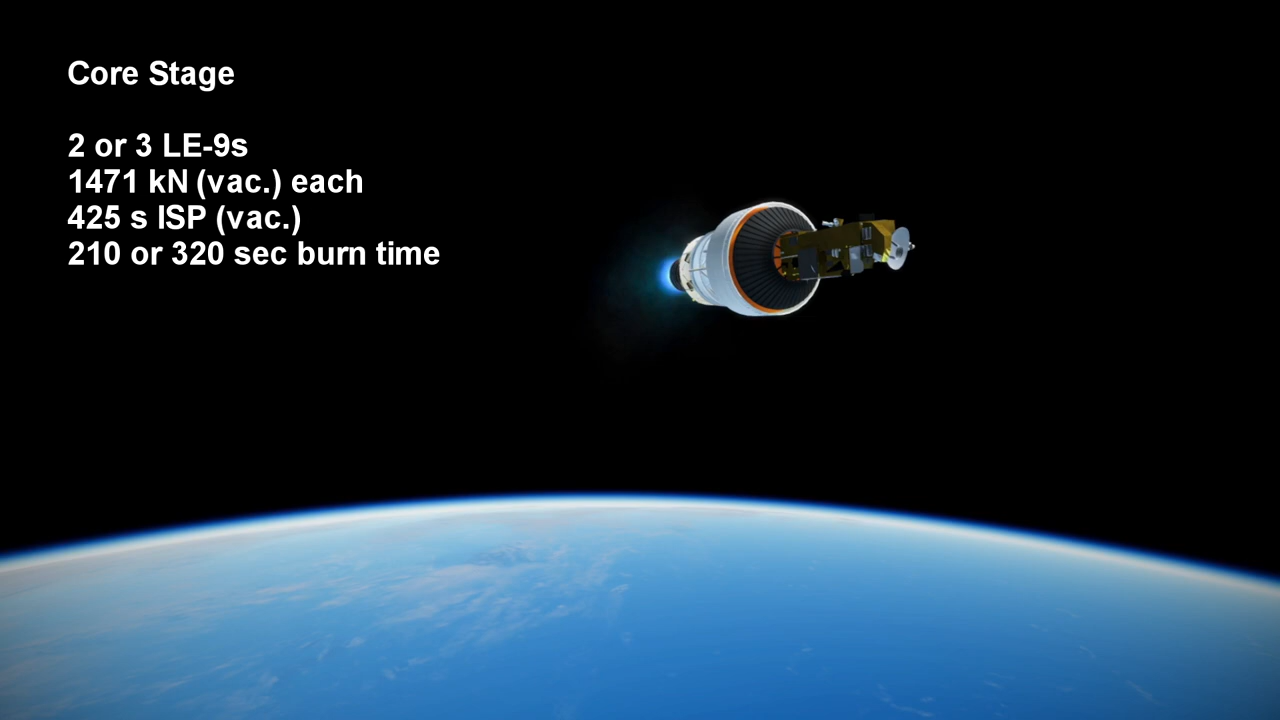 Core Stage
2 or 3 LE-9s
1471 kN (vac.) each
425 s ISP (vac.)
210 or 320 sec burn time